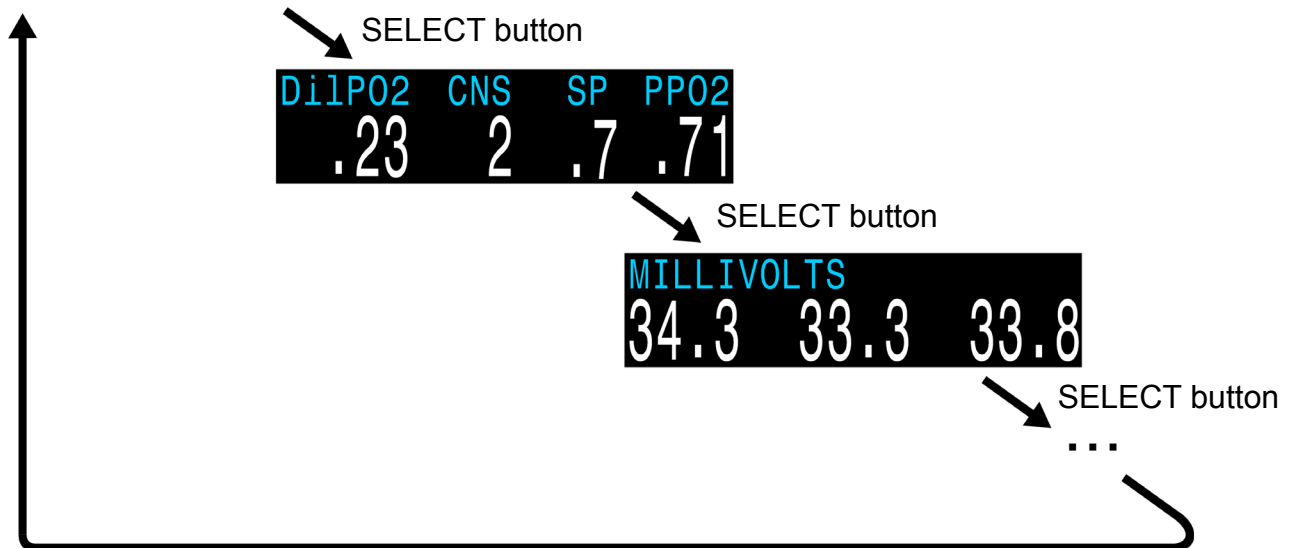 SELECT button
DilPO2 CNS SP PPO2
.23 2 .7 .71
SELECT button
MILLIVOLTS
34.3 33.3 33.8
SELECT button
...